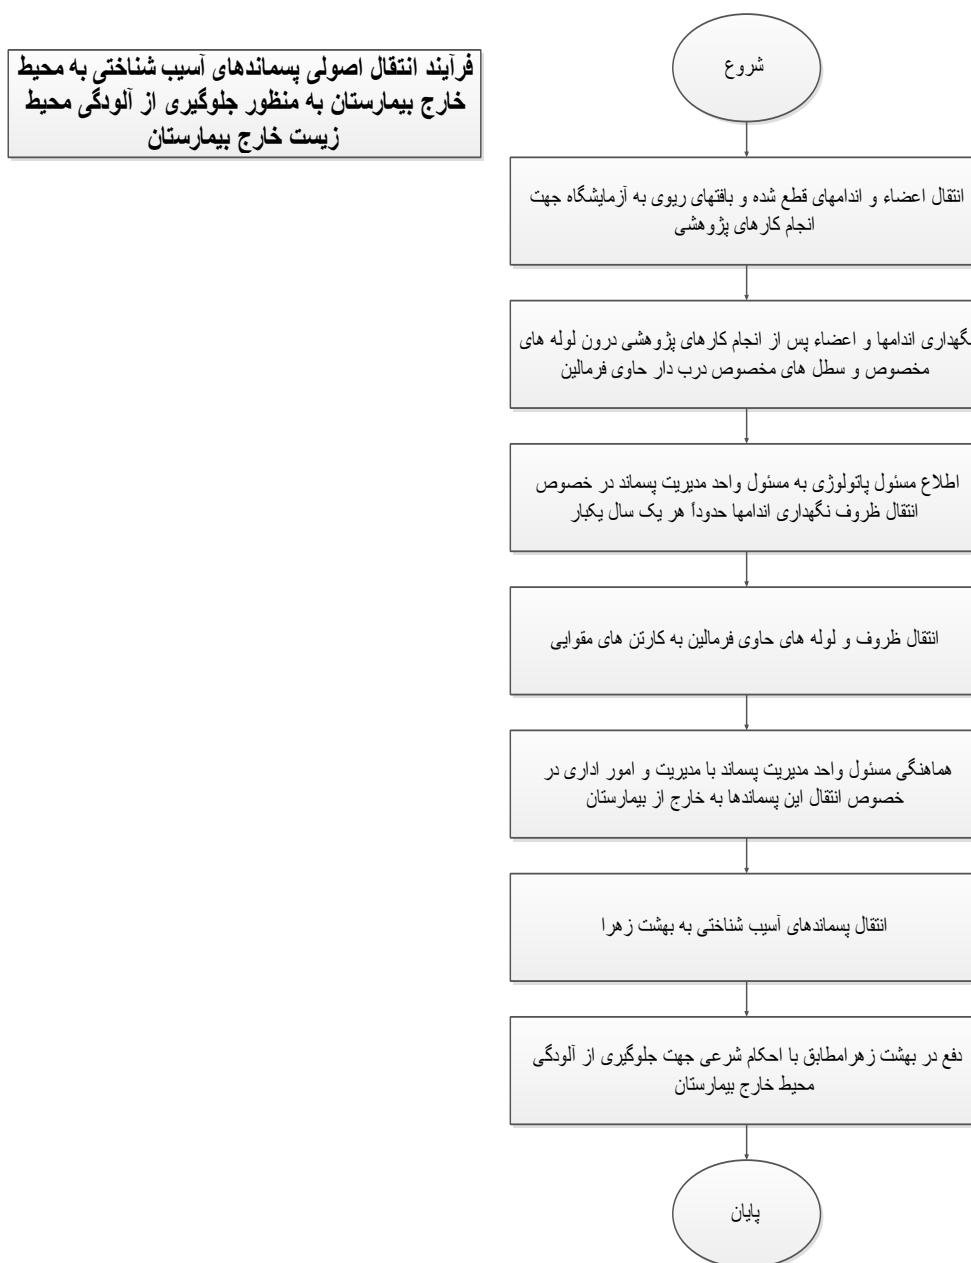 فرآیند انتقال اصولی پسماندهای آسیب شناختی به محیط
خارج بیمارستان به منظور جلوگیری از آلودگی محیط
زیست خارج بیمارستان
شروع
انتقال اعضاء و اندامهای قطع شده و بافتهای ریوی به آزمایشگاه جهت
انجام کارهای پژوهشی
نگهداری اندامها و اعضاء پس از انجام کارهای پژوهشی درون لوله های
مخصوص و سطل های مخصوص درب دار حاوی فرمالین
اطلاع مسئول پاتولوژی به مسئول واحد مدیریت پسماند در خصوص
انتقال ظروف نگهداری اندامها حدوداً هر یک سال یکبار
انتقال ظروف و لوله های حاوی فرمالین به کارتن های مقوایی
هماهنگی مسئول واحد مدیریت پسماند با مدیریت و امور اداری در
خصوص انتقال این پسماندها به خارج از بیمارستان
انتقال پسماندهای آسیب شناختی به بهشت زهرا
دفع در بهشت زهرامطابق با احکام شرعی جهت جلوگیری از آلودگی
محیط خارج بیمارستان
پایان